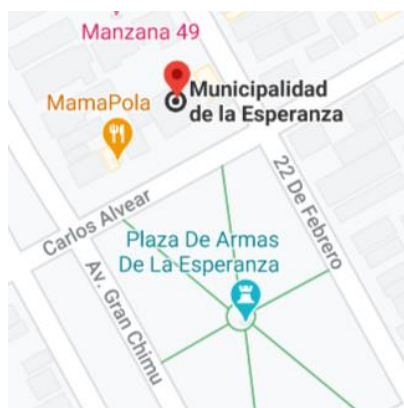 Manzana 49
Municipalidad
de la Esperanza
MamaPola
Carlos Alvear
22 De Febrero
Plaza De Armas
De La Esperanza
Av. Gran Chimu